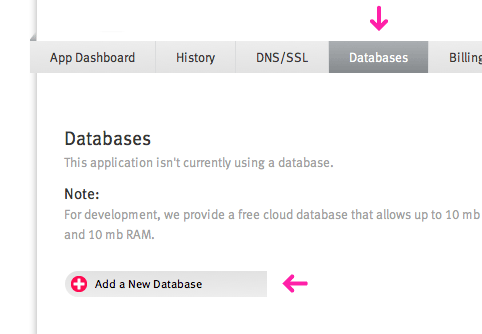 App Dashboard
History
DNS/SSL
Databases
Billing
Databases
This application isn't currently using a database.
Note:
For development, we provide a free cloud database that allows up to 10 mb
and 10 mb RAM.
Add a New Database